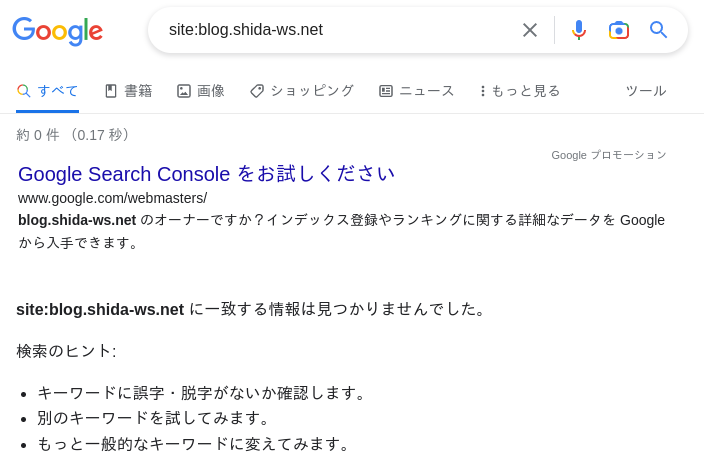 Google
site:blog.shida-ws.net
すべて 書籍 画像 ショッピング ニュース もっと見る ツール
約 0 件 （0.17 秒）
Google プロモーション
Google Search Console をお試しください
www.google.com/webmasters/
blog.shida-ws.net のオーナーですか？インデックス登録やランキングに関する詳細なデータを Google
から入手できます。
site:blog.shida-ws.net に一致する情報は見つかりませんでした。
検索のヒント:
キーワードに誤字・脱字がないか確認します。
別のキーワードを試してみます。
もっと一般的なキーワードに変えてみます。